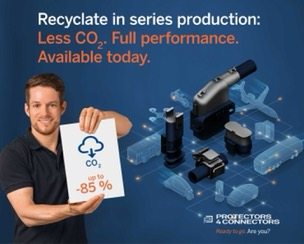 Recyclate in series production:
Less CO₂. Full performance.
Available today.
CO₂
up to
-85 %
PROTECTORS
4 CONNECTORS
Ready to go Are you?